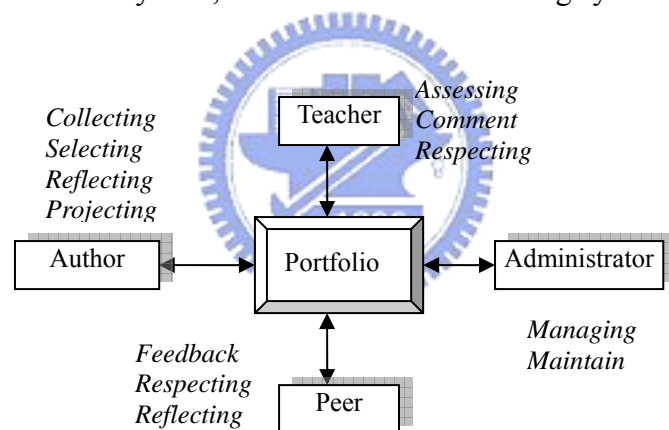 Teacher
Assessing
Comment
Respecting
Collecting
Selecting
Reflecting
Projecting
Author
Portfolio
Administrator
Managing
Maintain
Feedback
Respecting
Reflecting
Peer